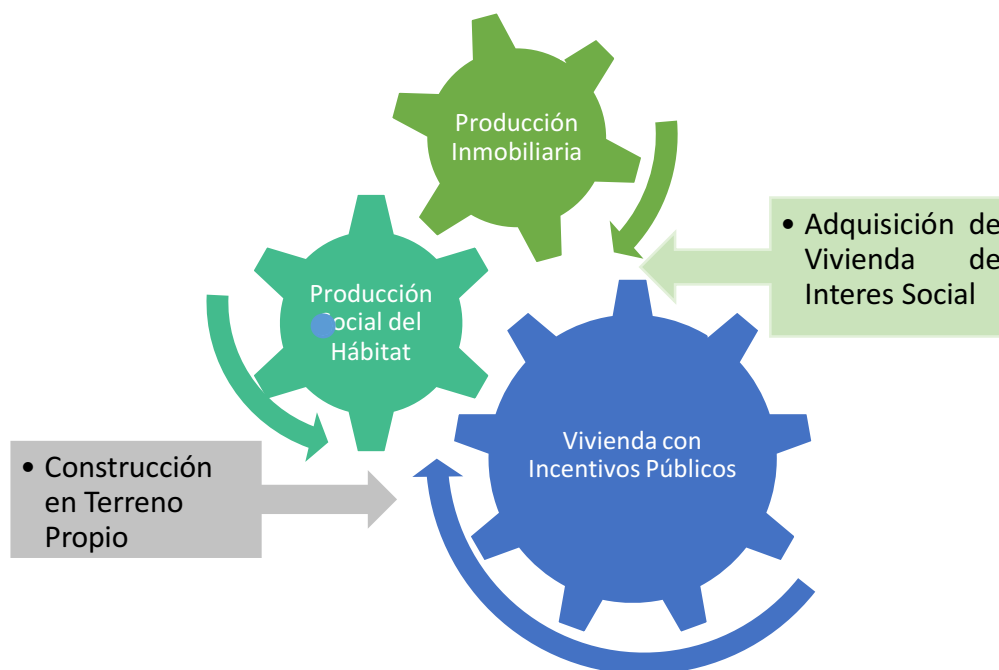 Producción
Inmobiliaria
• Adquisición de
Vivienda de
Interes Social
Producción
Social del
Hábitat
Vivienda con
Incentivos Públicos
• Construcción
en Terreno
Propio